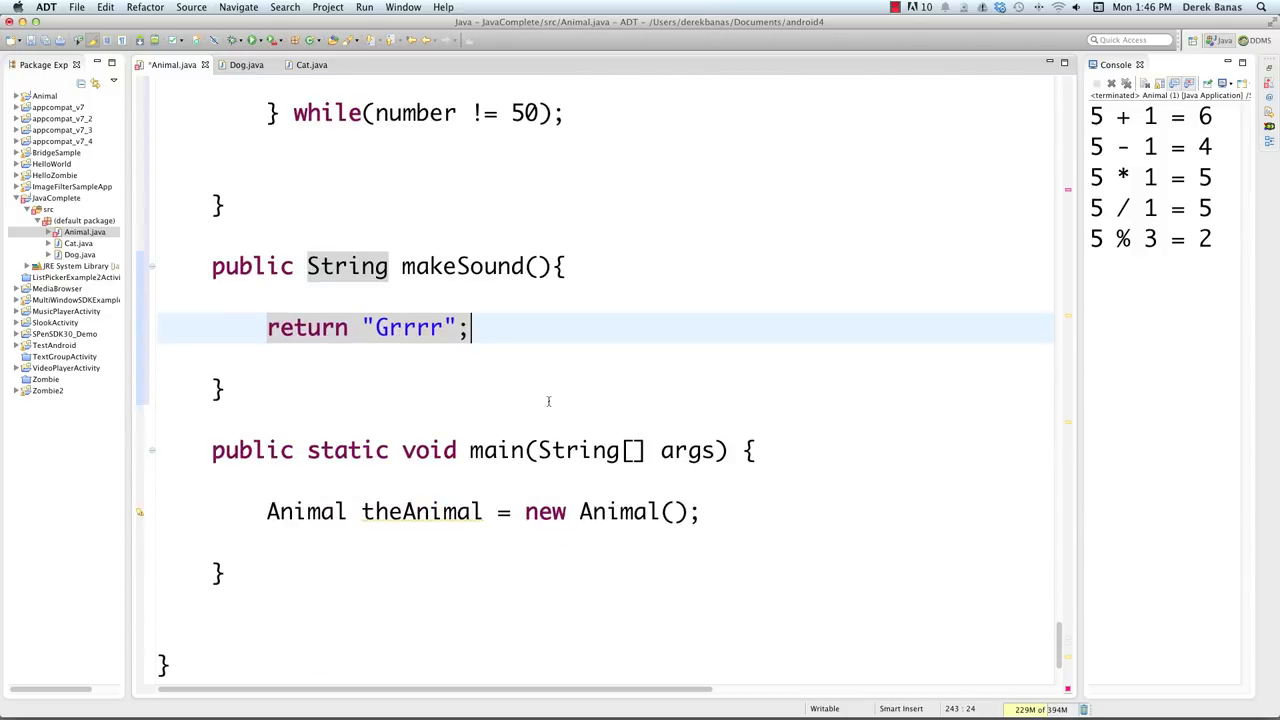 ADT File Edit Refactor Source Navigate Search Project Run Window Help 10 Mon 1:46 PM Derek Banas
Java – JavaComplete/src/Animal.java – ADT – /Users/derekbanas/Documents/android4
Quick Access Java DDMS
Package Exp
*Animal.java Dog.java Cat.java
Console
<terminated> Animal (1) [Java Application] /S
Animal
appcompat_v7
appcompat_v7_2
appcompat_v7_3
appcompat_v7_4
BridgeSample
HelloWorld
HelloZombie
ImageFilterSampleApp
JavaComplete
src
(default package)
Animal.java
Cat.java
Dog.java
JRE System Library [Ja
ListPickerExample2Activi
MediaBrowser
MultiWindowSDKExample
MusicPlayerActivity
SlookActivity
SPenSDK30_Demo
TestAndroid
TextGroupActivity
VideoPlayerActivity
Zombie
Zombie2
} while(number != 50);
}
public String makeSound(){
return "Grrrr";
}
public static void main(String[] args) {
Animal theAnimal = new Animal();
}
}
5 + 1 = 6
5 - 1 = 4
5 * 1 = 5
5 / 1 = 5
5 % 3 = 2
Writable Smart Insert 243 : 24 229M of 394M